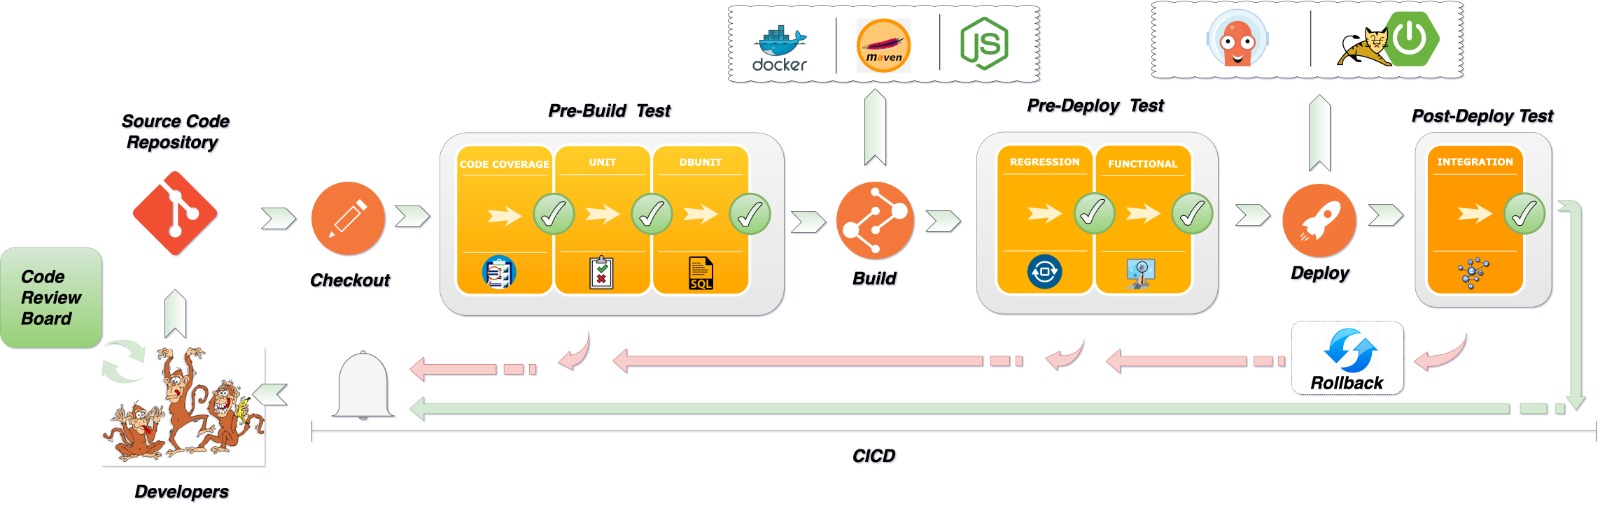 docker
maven
JS
Source Code
Repository
Pre-Build Test
Pre-Deploy Test
Post-Deploy Test
CODE COVERAGE
UNIT
DBUNIT
REGRESSION
FUNCTIONAL
INTEGRATION
SQL
Checkout
Build
Deploy
Code
Review
Board
Rollback
CICD
Developers